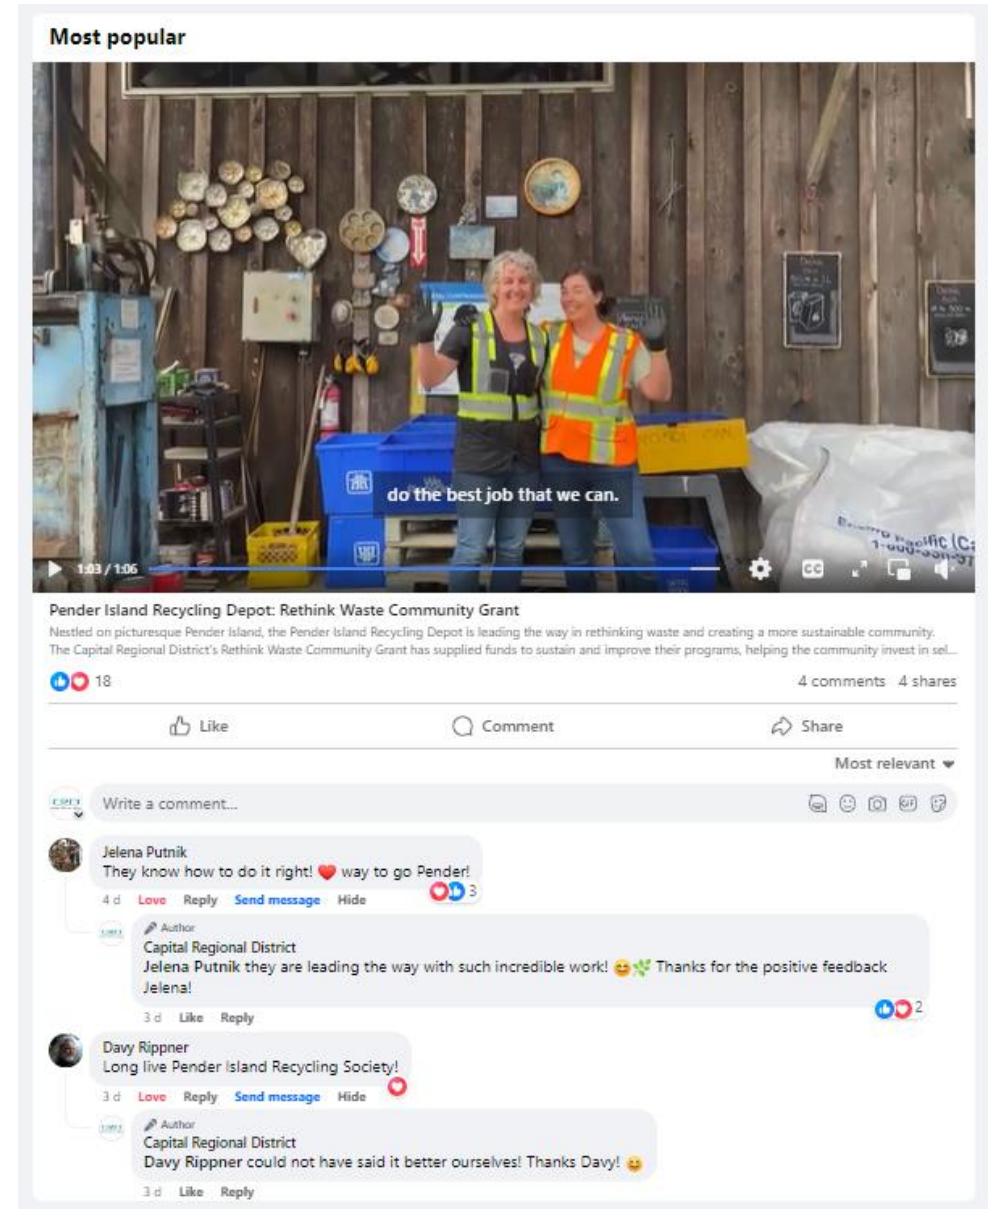 Most popular
do the best job that we can.
1:03 / 1:06
CC
Pender Island Recycling Depot: Rethink Waste Community Grant
Nestled on picturesque Pender Island, the Pender Island Recycling Depot is leading the way in rethinking waste and creating a more sustainable community.
The Capital Regional District's Rethink Waste Community Grant has supplied funds to sustain and improve their programs, helping the community invest in sel...
18
4 comments 4 shares
Like Comment Share
Most relevant
Write a comment...
GIF
Jelena Putnik
They know how to do it right! ❤️ way to go Pender!
3
4 d Love Reply Send message Hide
Author
Capital Regional District
Jelena Putnik they are leading the way with such incredible work! 😄🌿 Thanks for the positive feedback
Jelena!
2
3 d Like Reply
Davy Rippner
Long live Pender Island Recycling Society!
3 d Love Reply Send message Hide
Author
Capital Regional District
Davy Rippner could not have said it better ourselves! Thanks Davy! 😄
3 d Like Reply